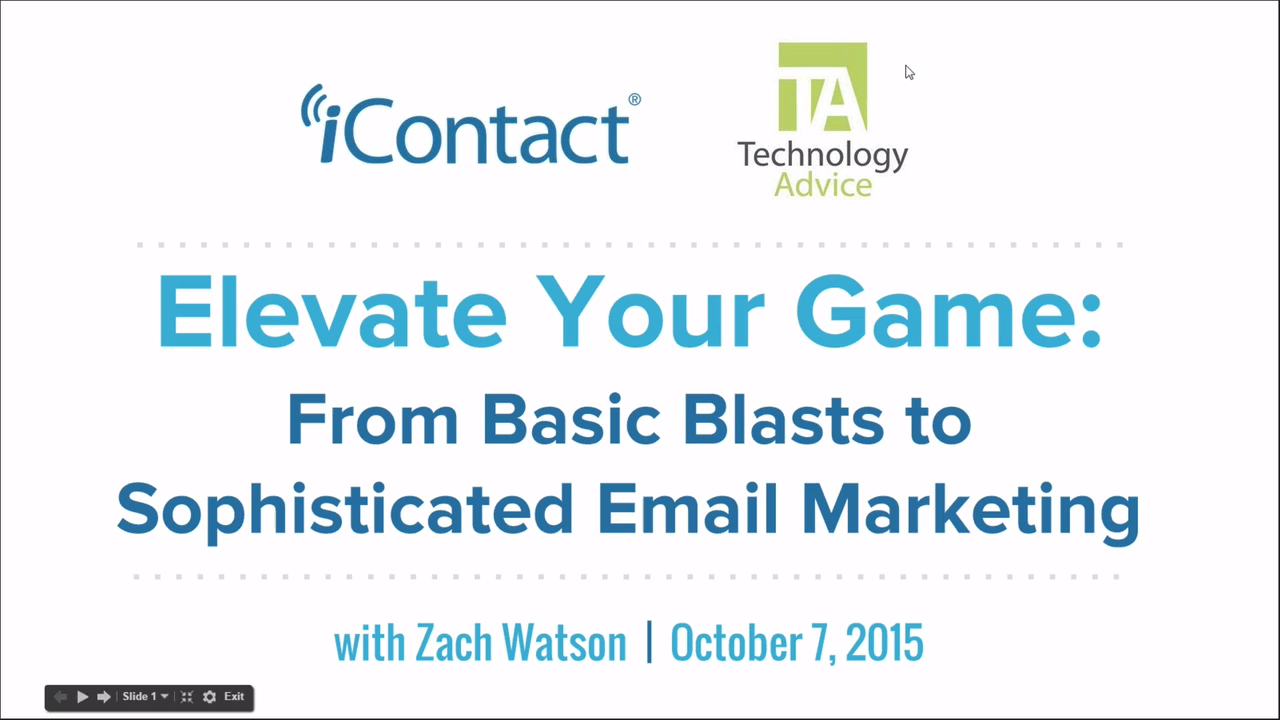 iContact®
TA
Technology
Advice
Elevate Your Game:
From Basic Blasts to
Sophisticated Email Marketing
with Zach Watson | October 7, 2015
Slide 1
Exit